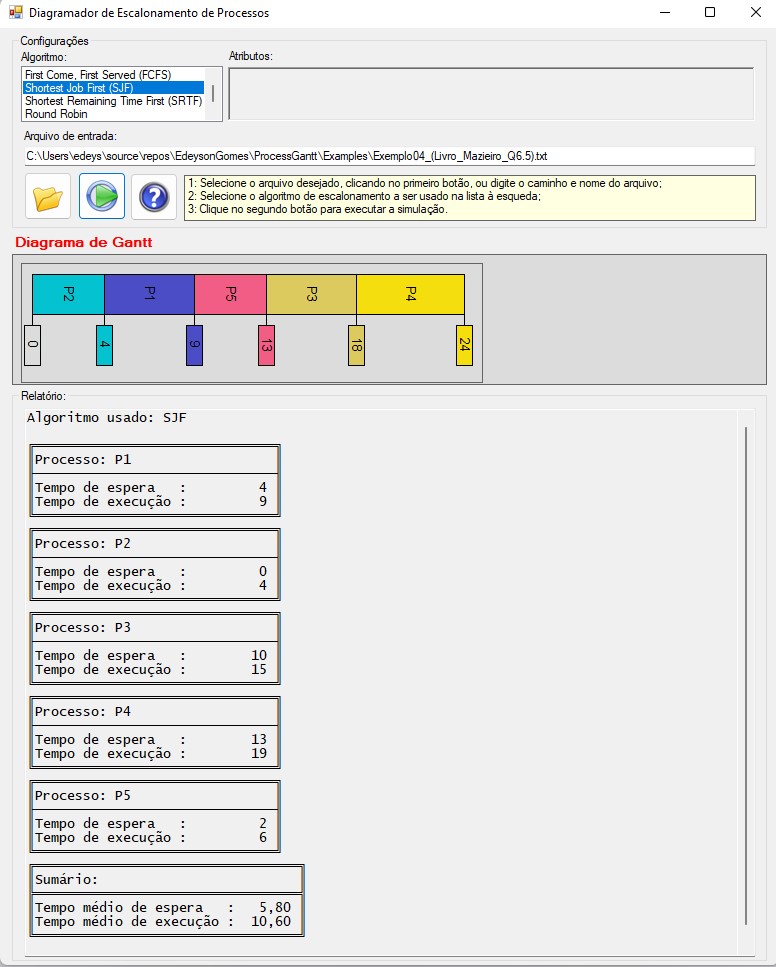 Diagramador de Escalonamento de Processos
Configurações
Algoritmo:
Atributos:
First Come, First Served (FCFS)
Shortest Job First (SJF)
Shortest Remaining Time First (SRTF)
Round Robin
Arquivo de entrada:
C:\Users\edeys\source\repos\EdeysonGomes\ProcessGantt\Examples\Exemplo04_(Livro_Mazieiro_Q6.5).txt
1: Selecione o arquivo desejado, clicando no primeiro botão, ou digite o caminho e nome do arquivo;
2: Selecione o algoritmo de escalonamento a ser usado na lista à esqueda;
3: Clique no segundo botão para executar a simulação.
Diagrama de Gantt
P2 P1 P5 P3 P4
0 4 9 13 18 24
Relatório:
Algoritmo usado: SJF
Processo: P1
Tempo de espera : 4
Tempo de execução : 9
Processo: P2
Tempo de espera : 0
Tempo de execução : 4
Processo: P3
Tempo de espera : 10
Tempo de execução : 15
Processo: P4
Tempo de espera : 13
Tempo de execução : 19
Processo: P5
Tempo de espera : 2
Tempo de execução : 6
Sumário:
Tempo médio de espera : 5,80
Tempo médio de execução : 10,60